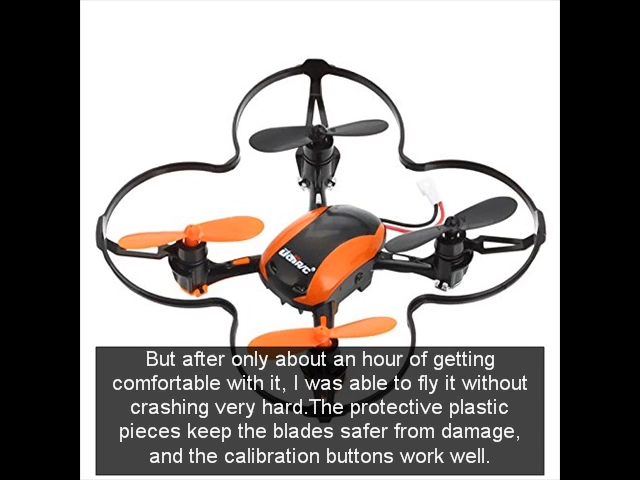 UDIR/C
But after only about an hour of getting
comfortable with it, I was able to fly it without
crashing very hard.The protective plastic
pieces keep the blades safer from damage,
and the calibration buttons work well.